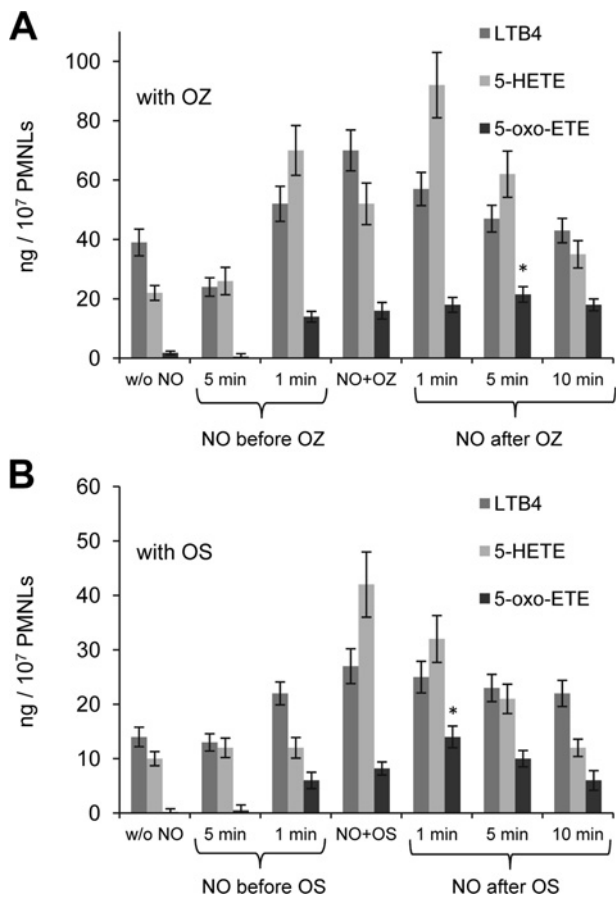 A
with OZ
LTB4
5-HETE
5-oxo-ETE
ng / 10⁷ PMNLs
100
80
60
40
20
0
*
w/o NO 5 min 1 min NO+OZ 1 min 5 min 10 min
NO before OZ NO after OZ
B
with OS
LTB4
5-HETE
5-oxo-ETE
ng / 10⁷ PMNLs
60
50
40
30
20
10
0
*
w/o NO 5 min 1 min NO+OS 1 min 5 min 10 min
NO before OS NO after OS